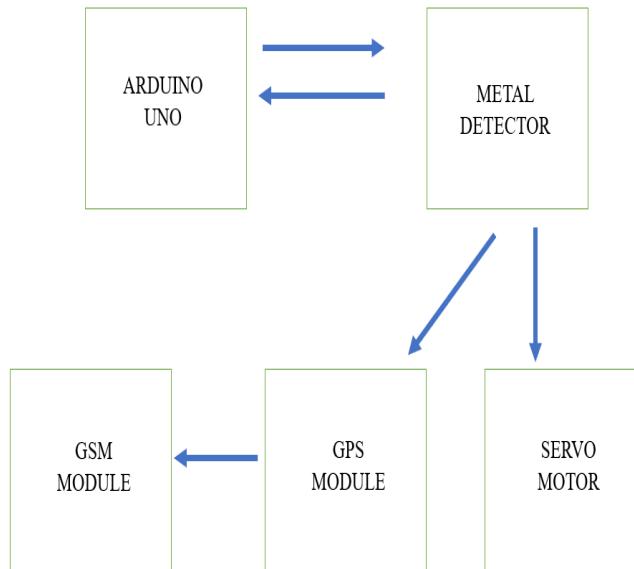 ARDUINO
UNO
METAL
DETECTOR
GSM
MODULE
GPS
MODULE
SERVO
MOTOR